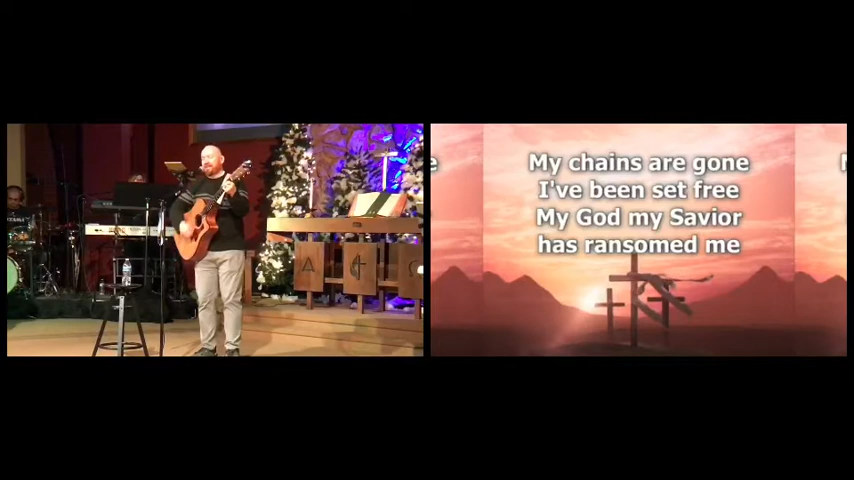 My chains are gone
I've been set free
My God my Savior
has ransomed me